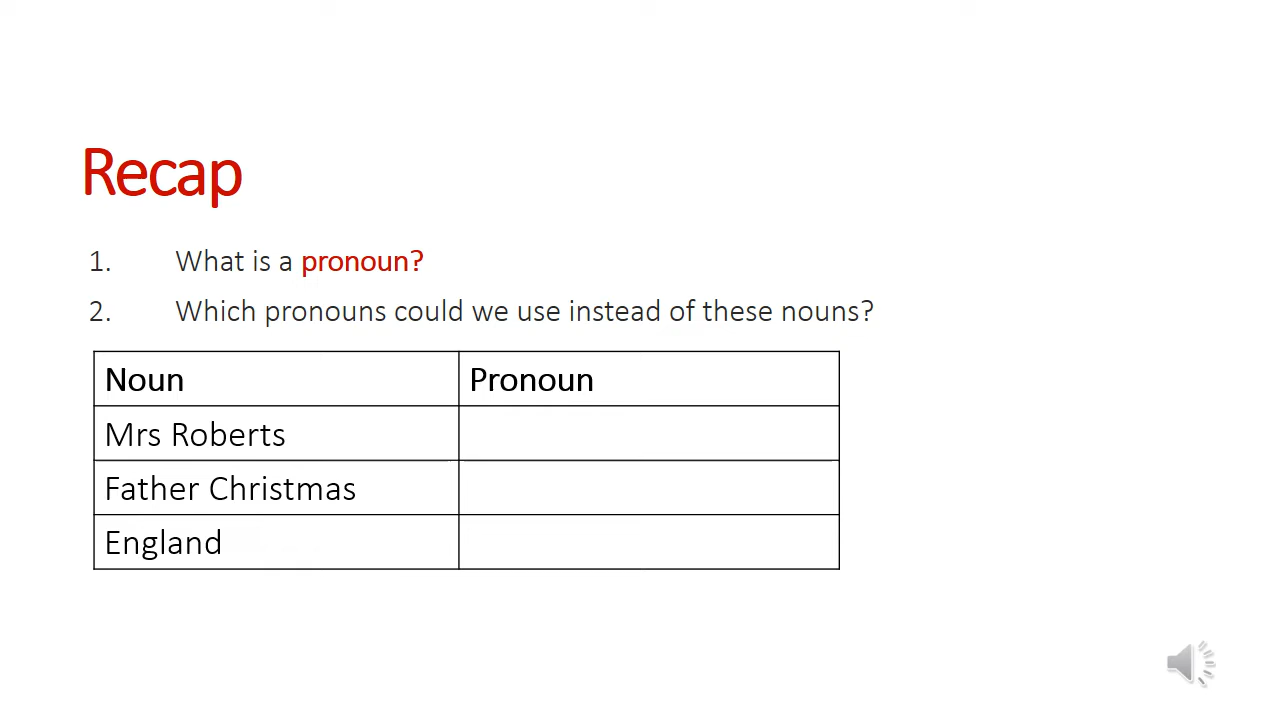 Recap
1. What is a pronoun?
2. Which pronouns could we use instead of these nouns?
Noun Pronoun
Mrs Roberts
Father Christmas
England